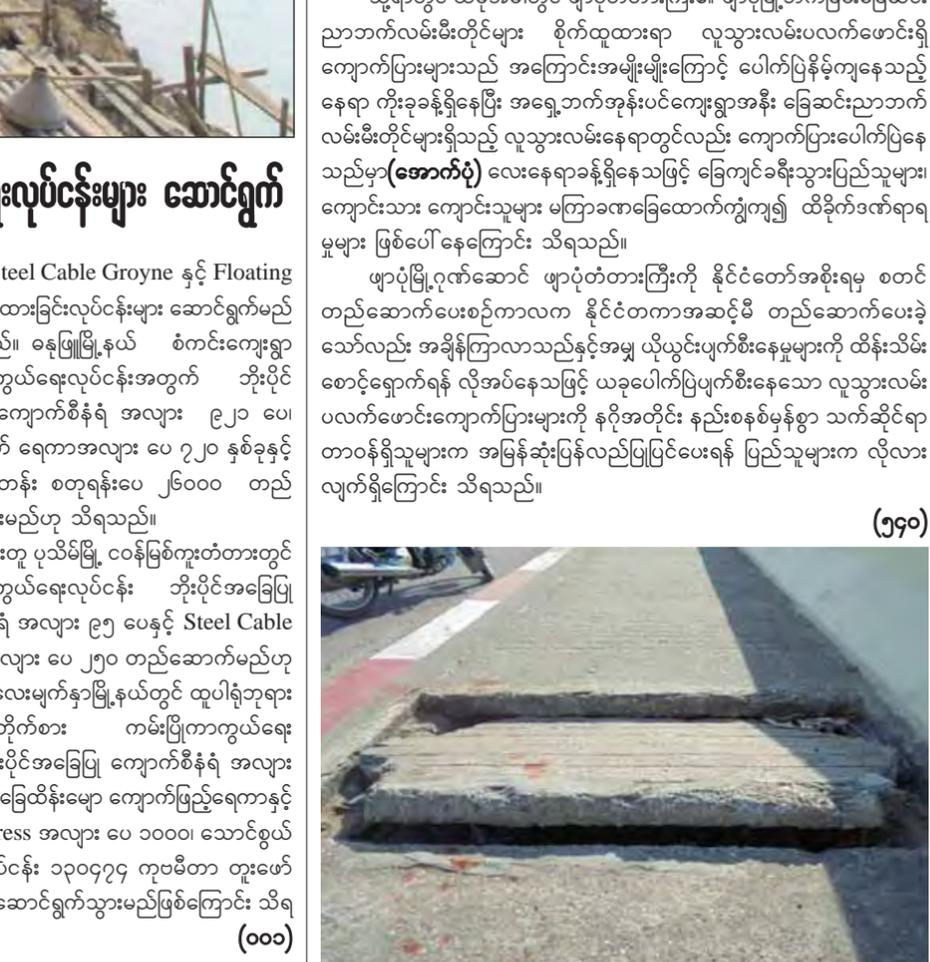 းလုပ်ငန်းများ ဆောင်ရွက်
teel Cable Groyne နှင့် Floating
ထားခြင်းလုပ်ငန်းများ ဆောင်ရွက်မည်
ည်။ ဓနုဖြူမြို့နယ် စံကင်းကျေးရွာ
ကွယ်ရေးလုပ်ငန်းအတွက် ဘိုးပိုင်
ကျောက်စီနံရံ အလျား ၉၂၁ ပေ၊
် ရေကာအလျား ပေ ၇၂၀ နှစ်ခုနှင့်
တန်း စတုရန်းပေ ၂၆၀၀၀ တည်
းမည်ဟု သိရသည်။
းတူ ပုသိမ်မြို့ ငဝန်မြစ်ကူးတံတားတွင်
ကွယ်ရေးလုပ်ငန်း ဘိုးပိုင်အခြေပြု
ရံ အလျား ၉၅ ပေနှင့် Steel Cable
လျား ပေ ၂၅၀ တည်ဆောက်မည်ဟု
လေးမျက်နှာမြို့နယ်တွင် ထူပါရုံဘုရား
တိုက်စား ကမ်းပြိုကာကွယ်ရေး
းပိုင်အခြေပြု ကျောက်စီနံရံ အလျား
ခြေထိန်းမျော ကျောက်ဖြည့်ရေကာနှင့်
ress အလျား ပေ ၁၀၀၀၊ သောင်စွယ်
ပ်ငန်း ၁၃၀၄၇၄ ကုဗမီတာ တူးဖော်
ဆောင်ရွက်သွားမည်ဖြစ်ကြောင်း သိရ
(၀၀၁)
ညာဘက်လမ်းမီးတိုင်များ စိုက်ထူထားရာ လူသွားလမ်းပလက်ဖောင်းရှိ
ကျောက်ပြားများသည် အကြောင်းအမျိုးမျိုးကြောင့် ပေါက်ပြဲနိမ့်ကျနေသည့်
နေရာ ကိုးခုခန့်ရှိနေပြီး အရှေ့ဘက်အုန်းပင်ကျေးရွာအနီး ခြေဆင်းညာဘက်
လမ်းမီးတိုင်များရှိသည့် လူသွားလမ်းနေရာတွင်လည်း ကျောက်ပြားပေါက်ပြဲနေ
သည်မှာ(အောက်ပုံ) လေးနေရာခန့်ရှိနေသဖြင့် ခြေကျင်ခရီးသွားပြည်သူများ၊
ကျောင်းသား ကျောင်းသူများ မကြာခဏခြေထောက်ကျွံကျ၍ ထိခိုက်ဒဏ်ရာရ
မှုများ ဖြစ်ပေါ်နေကြောင်း သိရသည်။
ဖျာပုံမြို့ဂုဏ်ဆောင် ဖျာပုံတံတားကြီးကို နိုင်ငံတော်အစိုးရမှ စတင်
တည်ဆောက်ပေးစဉ်ကာလက နိုင်ငံတကာအဆင့်မီ တည်ဆောက်ပေးခဲ့
သော်လည်း အချိန်ကြာလာသည်နှင့်အမျှ ယိုယွင်းပျက်စီးနေမှုများကို ထိန်းသိမ်း
စောင့်ရှောက်ရန် လိုအပ်နေသဖြင့် ယခုပေါက်ပြဲပျက်စီးနေသော လူသွားလမ်း
ပလက်ဖောင်းကျောက်ပြားများကို နဂိုအတိုင်း နည်းစနစ်မှန်စွာ သက်ဆိုင်ရာ
တာဝန်ရှိသူများက အမြန်ဆုံးပြန်လည်ပြုပြင်ပေးရန် ပြည်သူများက လိုလား
လျက်ရှိကြောင်း သိရသည်။
(၅၄၀)